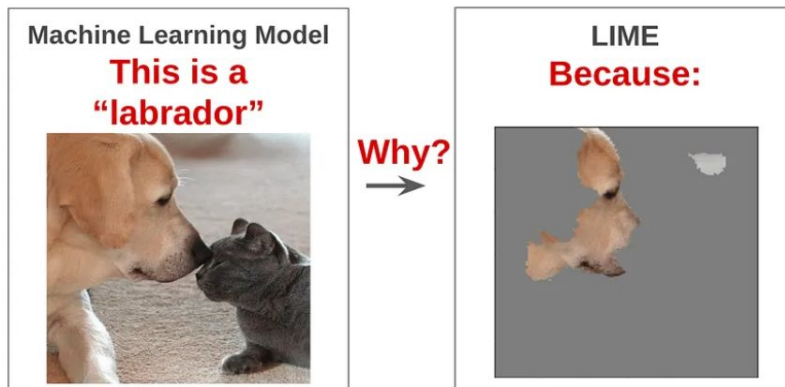 Machine Learning Model
This is a
“labrador”
Why?
LIME
Because: